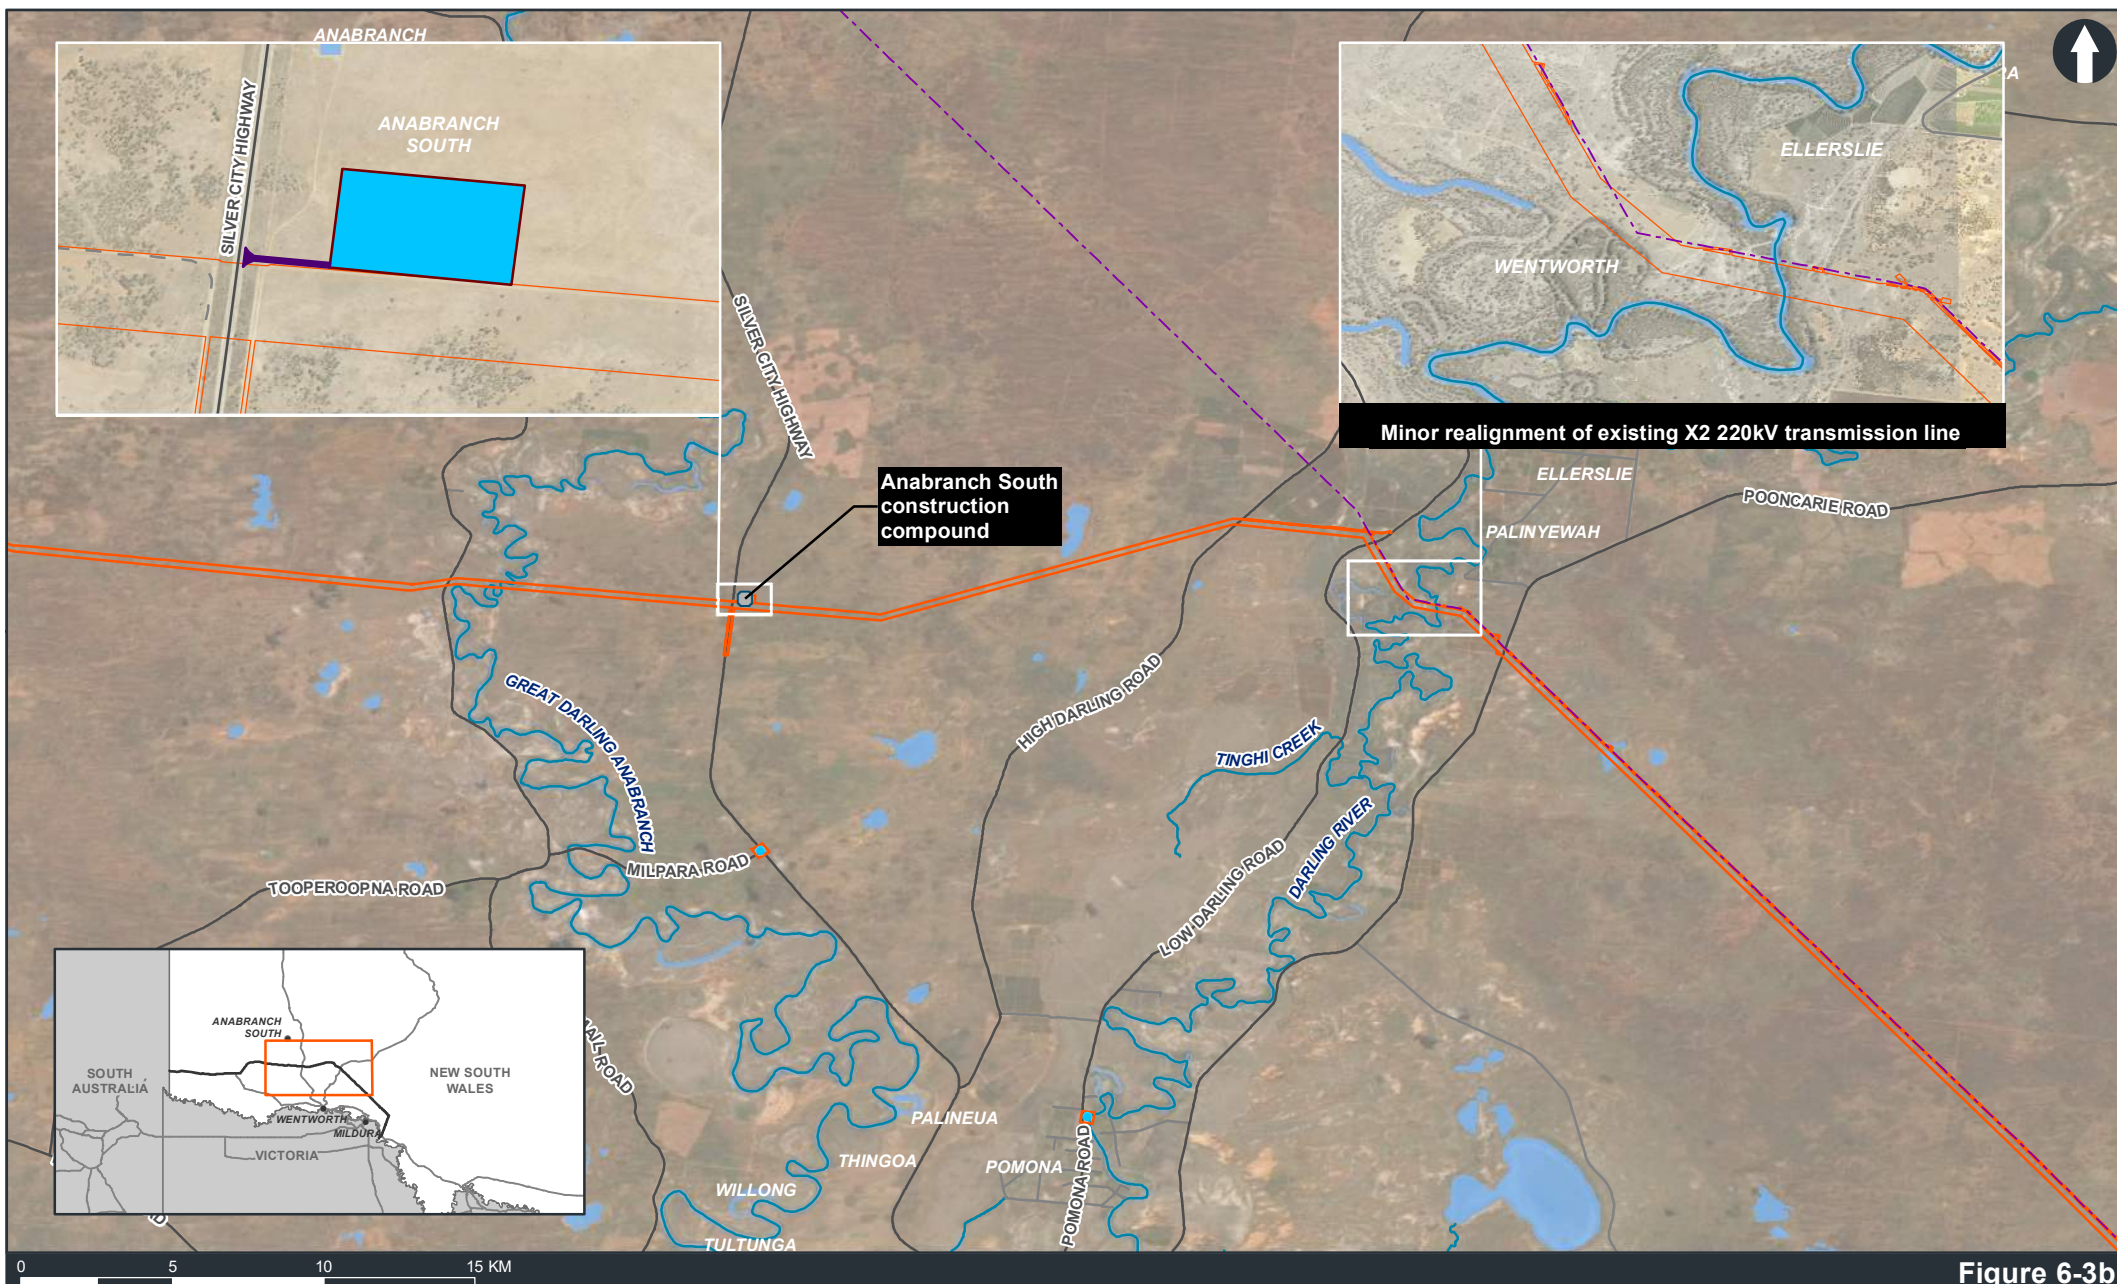 ANABRANCH
SILVER CITY HIGHWAY
ANABRANCH
SOUTH
ELLERSLIE
WENTWORTH
Minor realignment of existing X2 220kV transmission line
SILVER CITY HIGHWAY
Anabranch South
construction
compound
ELLERSLIE
POONCARIE ROAD
PALINYEWAH
GREAT DARLING ANABRANCH
HIGH DARLING ROAD
TINGHI CREEK
DARLING RIVER
MILPARA ROAD
TOOPEROOPNA ROAD
LOW DARLING ROAD
ANABRANCH
SOUTH
SOUTH
AUSTRALIA
NEW SOUTH
WALES
WENTWORTH
MILDURA
VICTORIA
ROAD
PALINEUA
THINGOA
POMONA
POMONA ROAD
WILLONG
TULTUNGA
0 5 10 15 KM
Figure 6-3b